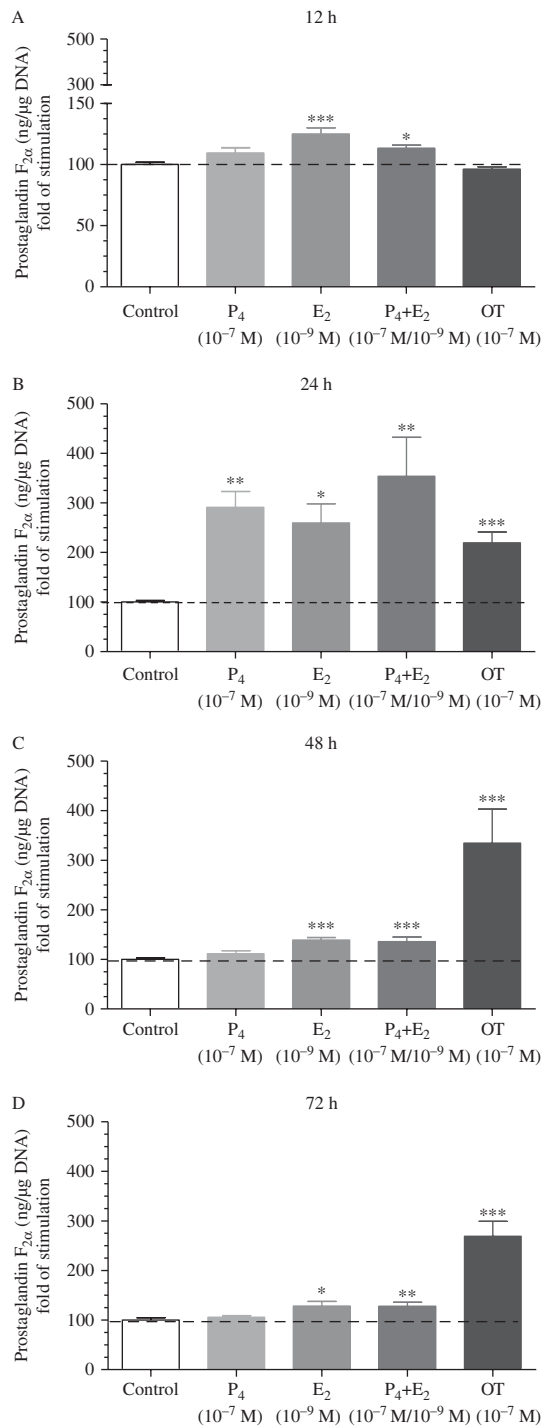 A
12 h
Prostaglandin F2α (ng/µg DNA)
fold of stimulation
500
300
150
100
50
0
***
*
Control P4 E2 P4+E2 OT
(10−7 M) (10−9 M) (10−7 M/10−9 M) (10−7 M)
B
24 h
Prostaglandin F2α (ng/µg DNA)
fold of stimulation
500
400
300
200
100
0
**
*
**
***
Control P4 E2 P4+E2 OT
(10−7 M) (10−9 M) (10−7 M/10−9 M) (10−7 M)
C
48 h
Prostaglandin F2α (ng/µg DNA)
fold of stimulation
500
400
300
200
100
0
***
***
***
Control P4 E2 P4+E2 OT
(10−7 M) (10−9 M) (10−7 M/10−9 M) (10−7 M)
D
72 h
Prostaglandin F2α (ng/µg DNA)
fold of stimulation
500
400
300
200
100
0
*
**
***
Control P4 E2 P4+E2 OT
(10−7 M) (10−9 M) (10−7 M/10−9 M) (10−7 M)